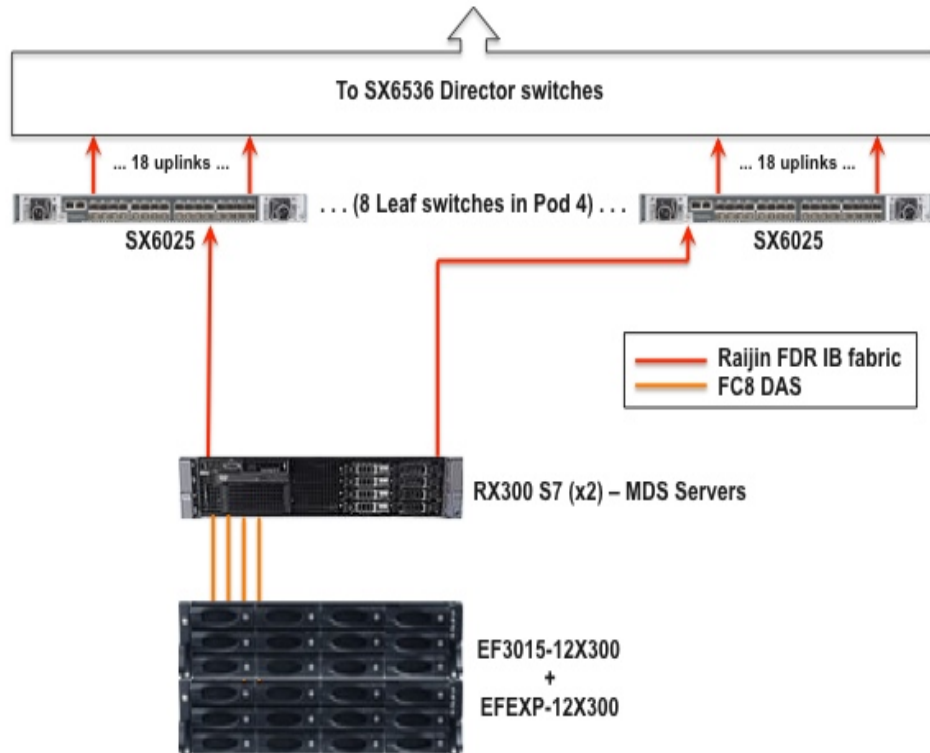 To SX6536 Director switches
... 18 uplinks ...
... 18 uplinks ...
. . . (8 Leaf switches in Pod 4) . . .
SX6025
SX6025
Raijin FDR IB fabric
FC8 DAS
RX300 S7 (x2) – MDS Servers
EF3015-12X300
+
EFEXP-12X300